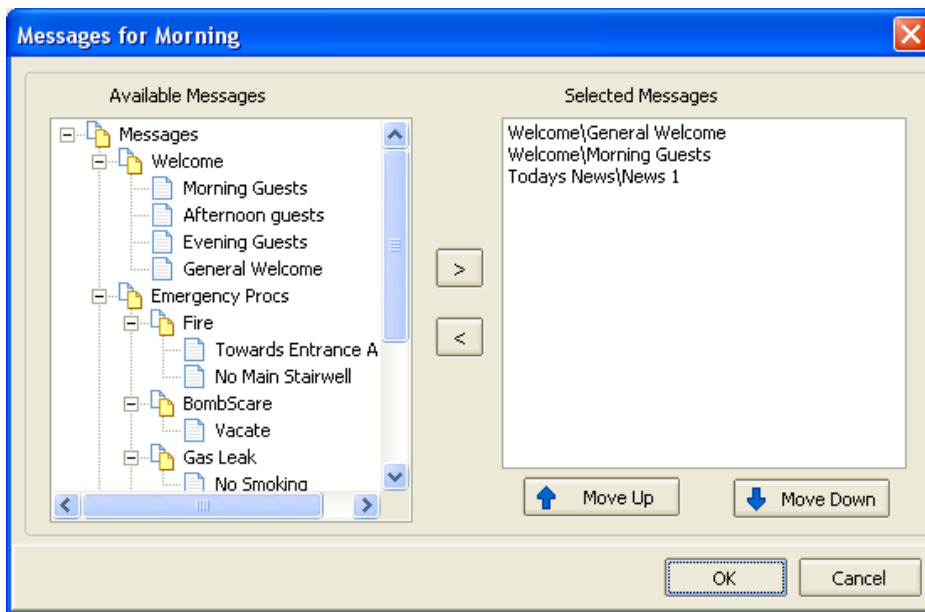 Messages for Morning
Available Messages
Messages
Welcome
Morning Guests
Afternoon guests
Evening Guests
General Welcome
Emergency Procs
Fire
Towards Entrance A
No Main Stairwell
BombScare
Vacate
Gas Leak
No Smoking
>
<
Selected Messages
Welcome\General Welcome
Welcome\Morning Guests
Todays News\News 1
Move Up
Move Down
OK
Cancel